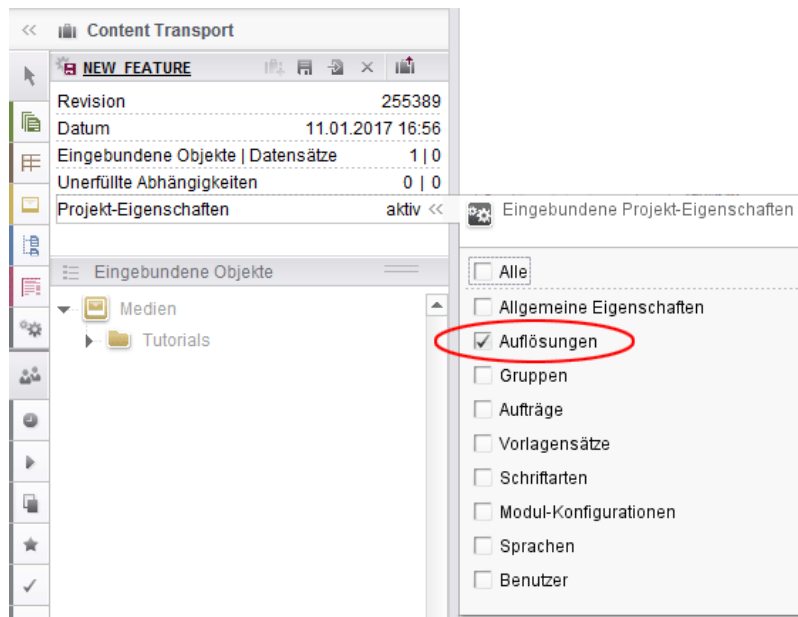 Content Transport
NEW_FEATURE
Revision 255389
Datum 11.01.2017 16:56
Eingebundene Objekte | Datensätze 1 | 0
Unerfüllte Abhängigkeiten 0 | 0
Projekt-Eigenschaften aktiv
Eingebundene Objekte
Medien
Tutorials
Eingebundene Projekt-Eigenschaften
Alle
Allgemeine Eigenschaften
Auflösungen
Gruppen
Aufträge
Vorlagensätze
Schriftarten
Modul-Konfigurationen
Sprachen
Benutzer